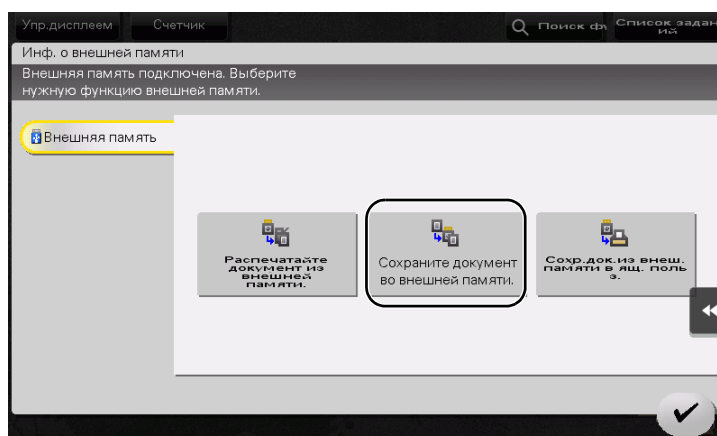 Упр.дисплеем Счетчик Поиск фу Список задан
ий
Инф. о внешней памяти
Внешняя память подключена. Выберите
нужную функцию внешней памяти.
Внешняя память
Распечатайте
документ из
внешней
памяти.
Сохраните документ
во внешней памяти.
Сохр.док.из внеш.
памяти в ящ. поль
з.